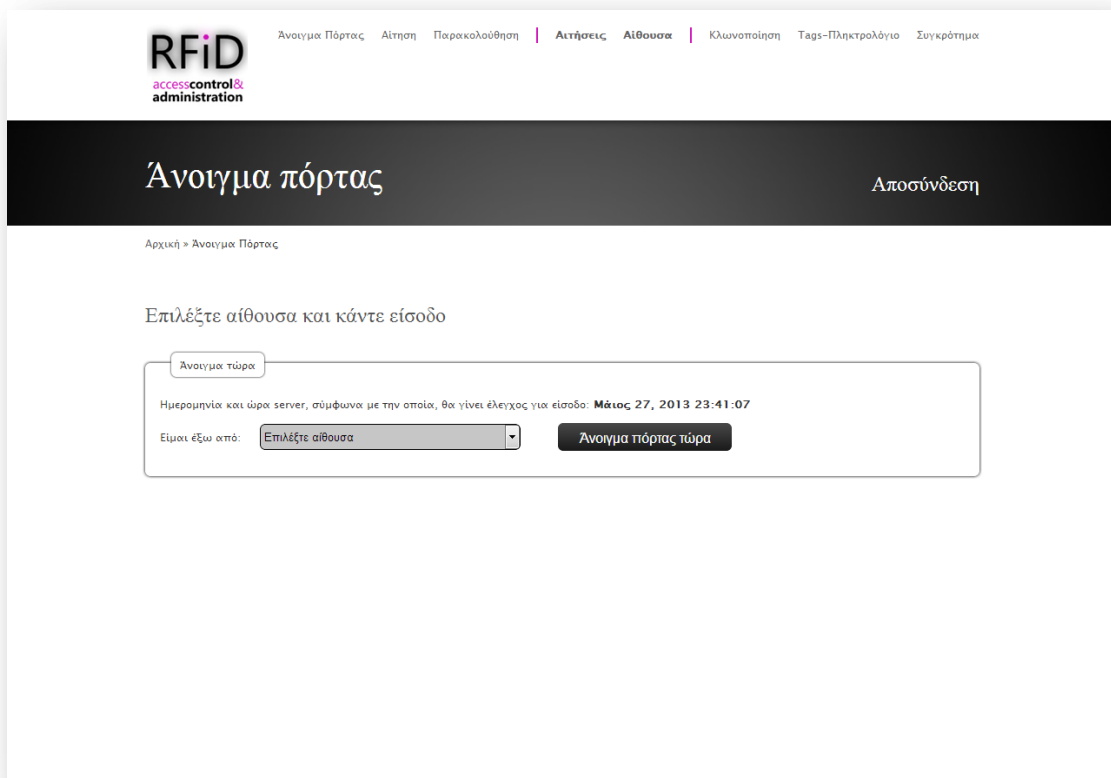 RFiD
accesscontrol&
administration
Άνοιγμα Πόρτας Αίτηση Παρακολούθηση Αιτήσεις Αίθουσα Κλωνοποίηση Tags-Πληκτρολόγιο Συγκρότημα
Άνοιγμα πόρτας
Αποσύνδεση
Αρχική » Άνοιγμα Πόρτας
Επιλέξτε αίθουσα και κάντε είσοδο
Άνοιγμα τώρα
Ημερομηνία και ώρα server, σύμφωνα με την οποία, θα γίνει έλεγχος για είσοδο: Μάιος 27, 2013 23:41:07
Είμαι έξω από: Επιλέξτε αίθουσα Άνοιγμα πόρτας τώρα